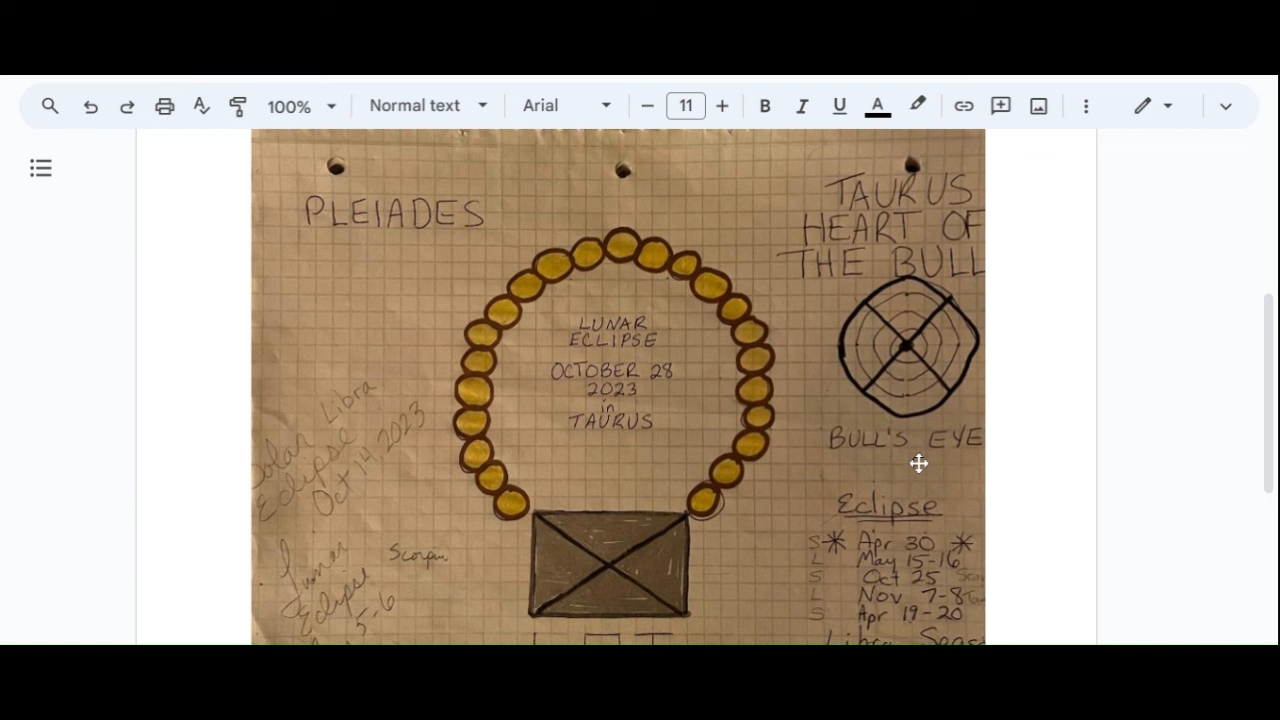 100%
Normal text
Arial
11
B I U A
PLEIADES
TAURUS
HEART OF
THE BULL
LUNAR
ECLIPSE
OCTOBER 28
2023
in
TAURUS
BULL'S EYE
Solar Libra
Eclipse
Oct 14, 2023
Lunar Scorpio
Eclipse
5-6
Eclipse
S * Apr 30 *
L May 15-16
S Oct 25
L Nov 7-8
S Apr 19-20
Libra